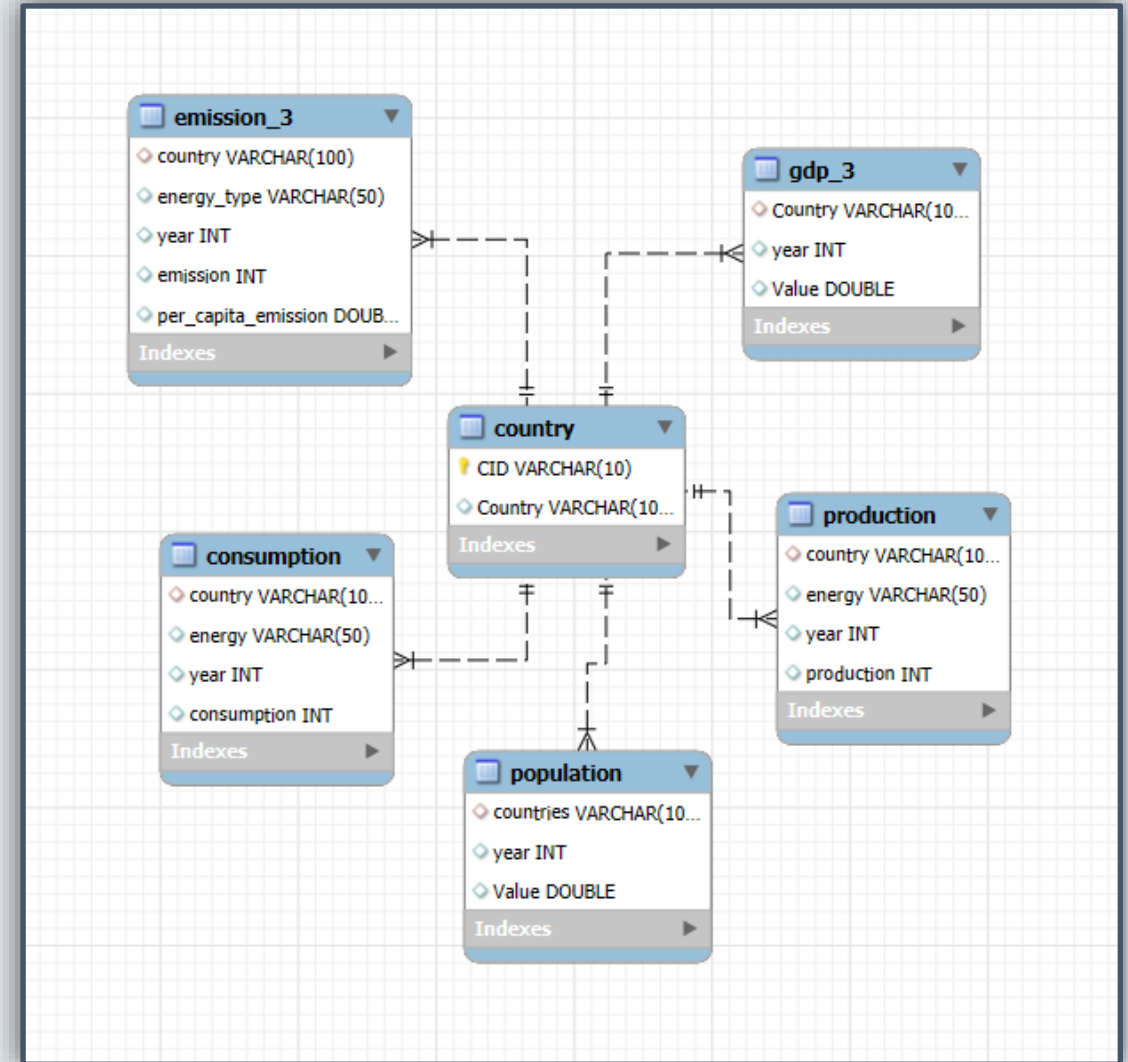 emission_3
country VARCHAR(100)
energy_type VARCHAR(50)
year INT
emission INT
per_capita_emission DOUB...
Indexes
gdp_3
Country VARCHAR(10...
year INT
Value DOUBLE
Indexes
country
CID VARCHAR(10)
Country VARCHAR(10...
Indexes
production
country VARCHAR(10...
energy VARCHAR(50)
year INT
production INT
Indexes
consumption
country VARCHAR(10...
energy VARCHAR(50)
year INT
consumption INT
Indexes
population
countries VARCHAR(10...
year INT
Value DOUBLE
Indexes